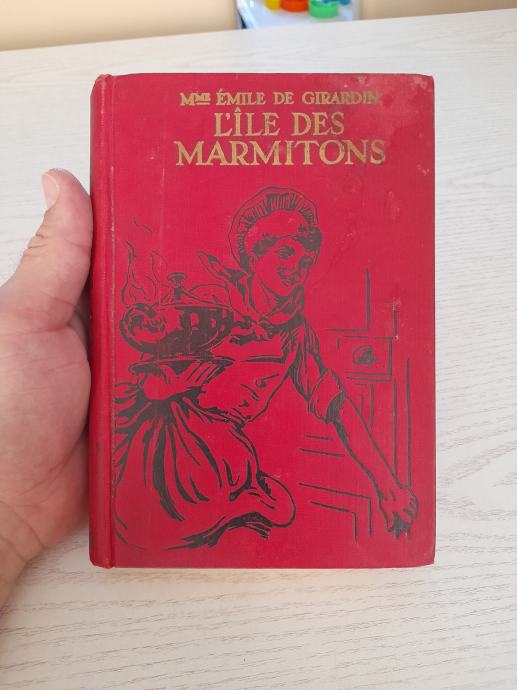 Mme ÉMILE DE GIRARDIN
L'ÎLE DES
MARMITONS